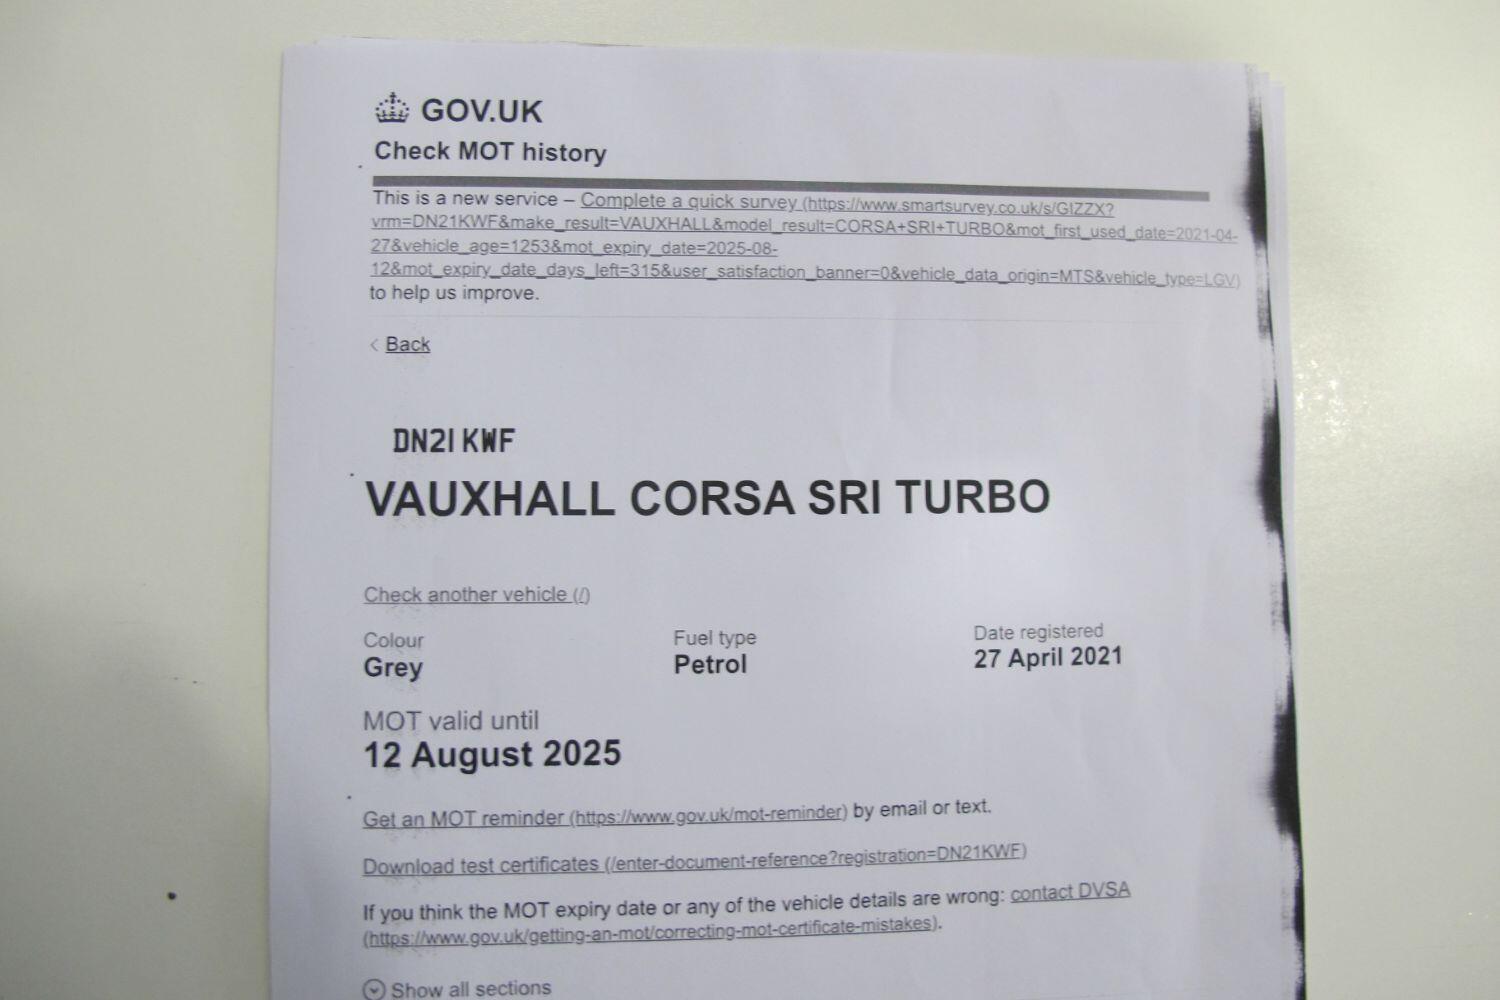 GOV.UK
Check MOT history
This is a new service – Complete a quick survey (https://www.smartsurvey.co.uk/s/GIZZX?
vrm=DN21KWF&make_result=VAUXHALL&model_result=CORSA+SRI+TURBO&mot_first_used_date=2021-04-
27&vehicle_age=1253&mot_expiry_date=2025-08-
12&mot_expiry_date_days_left=315&user_satisfaction_banner=0&vehicle_data_origin=MTS&vehicle_type=LGV)
to help us improve.
< Back
DN21 KWF
VAUXHALL CORSA SRI TURBO
Check another vehicle (/)
Colour Fuel type Date registered
Grey Petrol 27 April 2021
MOT valid until
12 August 2025
Get an MOT reminder (https://www.gov.uk/mot-reminder) by email or text.
Download test certificates (/enter-document-reference?registration=DN21KWF)
If you think the MOT expiry date or any of the vehicle details are wrong: contact DVSA
(https://www.gov.uk/getting-an-mot/correcting-mot-certificate-mistakes).
Show all sections